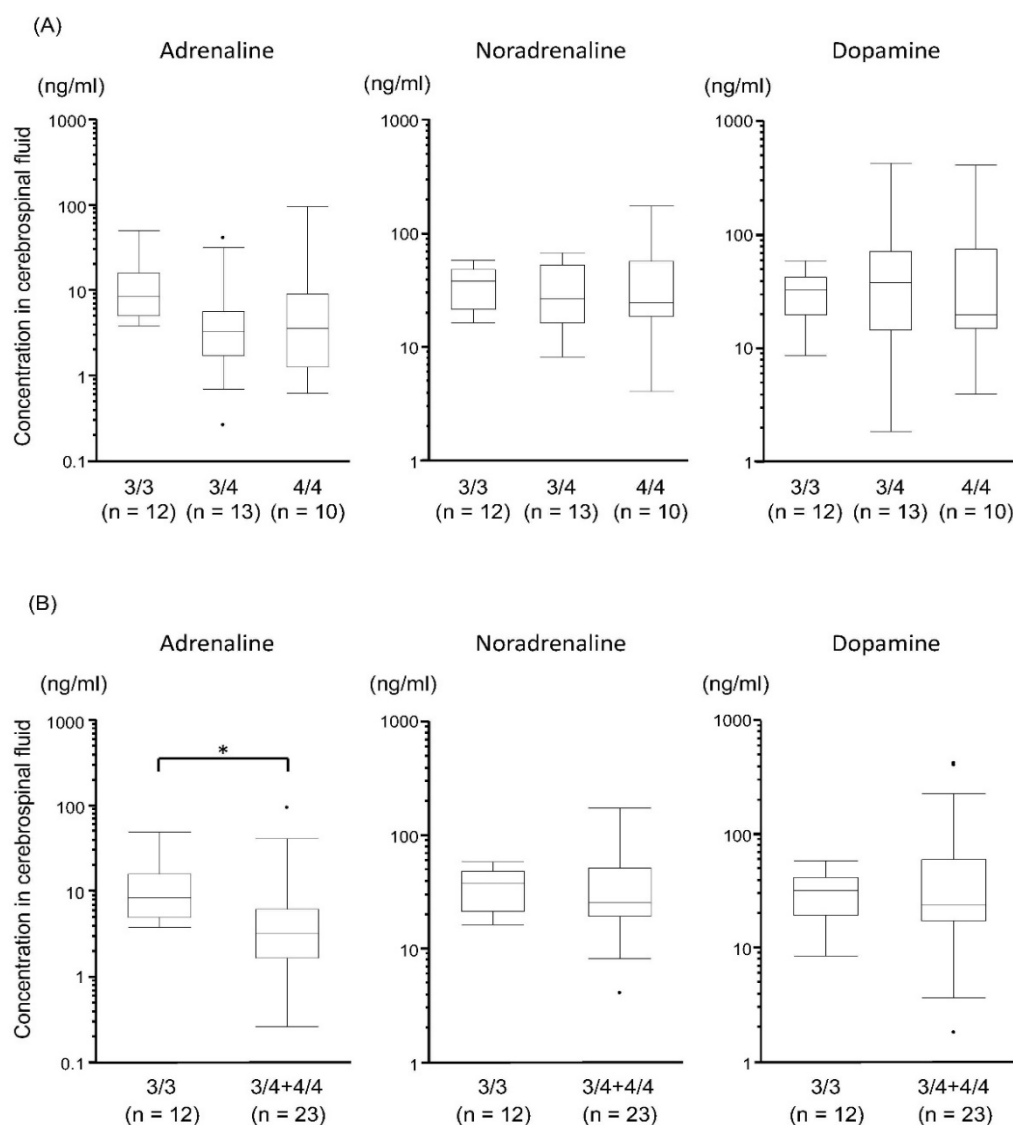 (A)
Adrenaline
Noradrenaline
Dopamine
(ng/ml)
(ng/ml)
(ng/ml)
Concentration in cerebrospinal fluid
1000
100
10
1
0.1
1000
100
10
1
1000
100
10
1
3/3 3/4 4/4
(n = 12) (n = 13) (n = 10)
3/3 3/4 4/4
(n = 12) (n = 13) (n = 10)
3/3 3/4 4/4
(n = 12) (n = 13) (n = 10)
(B)
Adrenaline
Noradrenaline
Dopamine
(ng/ml)
(ng/ml)
(ng/ml)
Concentration in cerebrospinal fluid
1000
100
10
1
0.1
*
1000
100
10
1
1000
100
10
1
3/3 3/4+4/4
(n = 12) (n = 23)
3/3 3/4+4/4
(n = 12) (n = 23)
3/3 3/4+4/4
(n = 12) (n = 23)